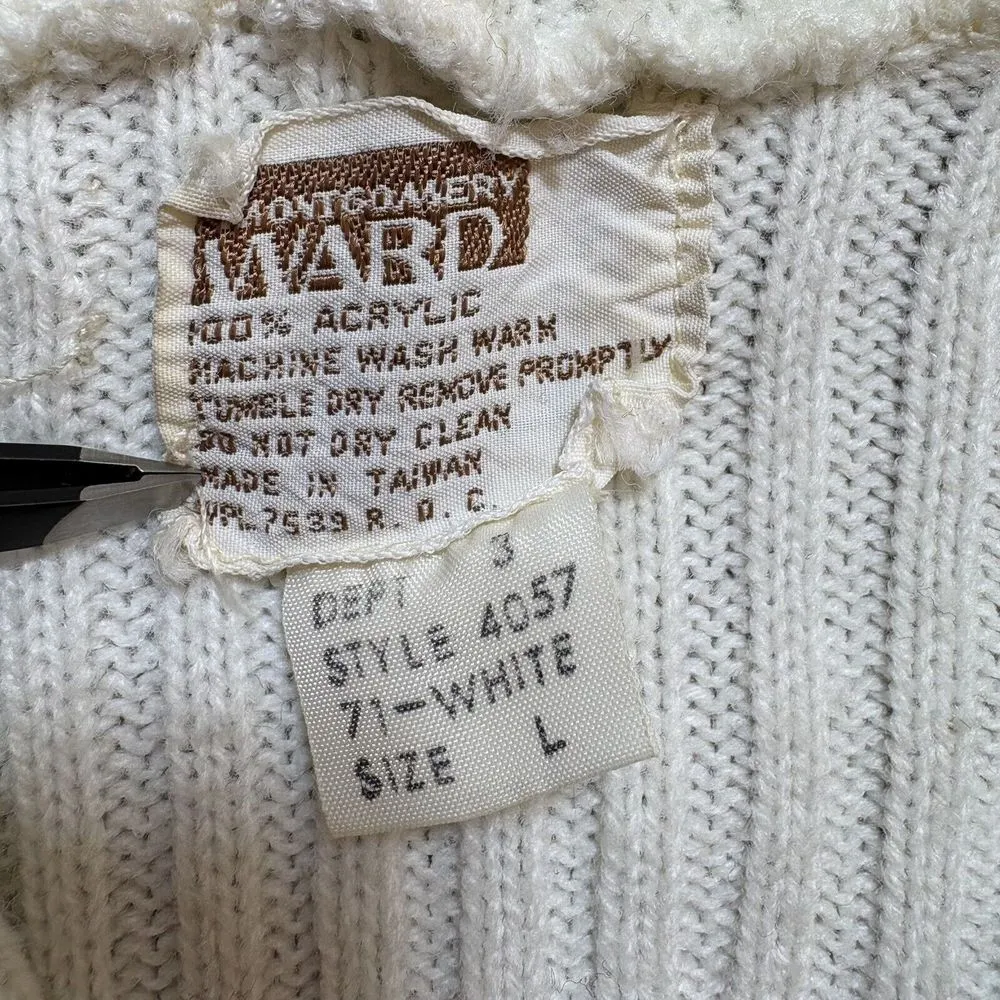 MONTGOMERY
WARD
100% ACRYLIC
MACHINE WASH WARM
TUMBLE DRY REMOVE PROMPTLY
DO NOT DRY CLEAN
MADE IN TAIWAN
WPL 7539 R. O. C.
DEPT 3
STYLE 4057
71-WHITE
SIZE L